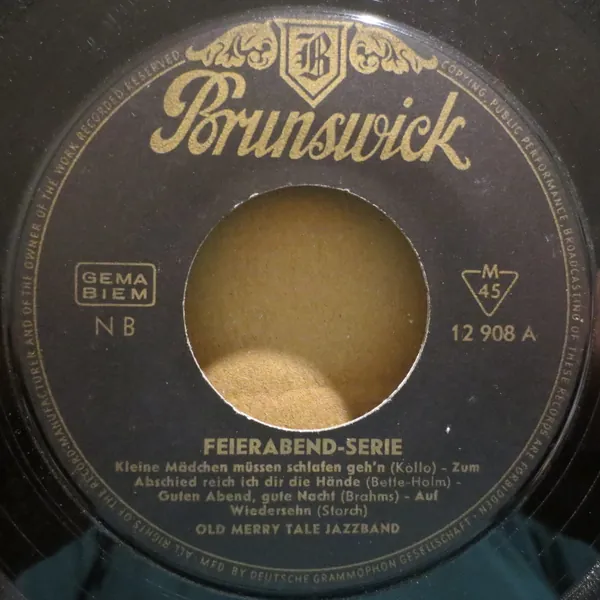 B
Brunswick
GEMA
BIEM
N B
M
45
12 908 A
FEIERABEND-SERIE
Kleine Mädchen müssen schlafen geh'n (Kollo) – Zum
Abschied reich ich dir die Hände (Bette-Holm) –
Guten Abend, gute Nacht (Brahms) – Auf
Wiedersehn (Storch)
OLD MERRY TALE JAZZBAND
ALL RIGHTS OF THE RECORD-MANUFACTURER AND OF THE OWNER OF THE WORK RECORDED RESERVED. COPYING, PUBLIC PERFORMANCE, BROADCASTING OF THESE RECORDS ARE FORBIDDEN
MFD BY DEUTSCHE GRAMMOPHON GESELLSCHAFT